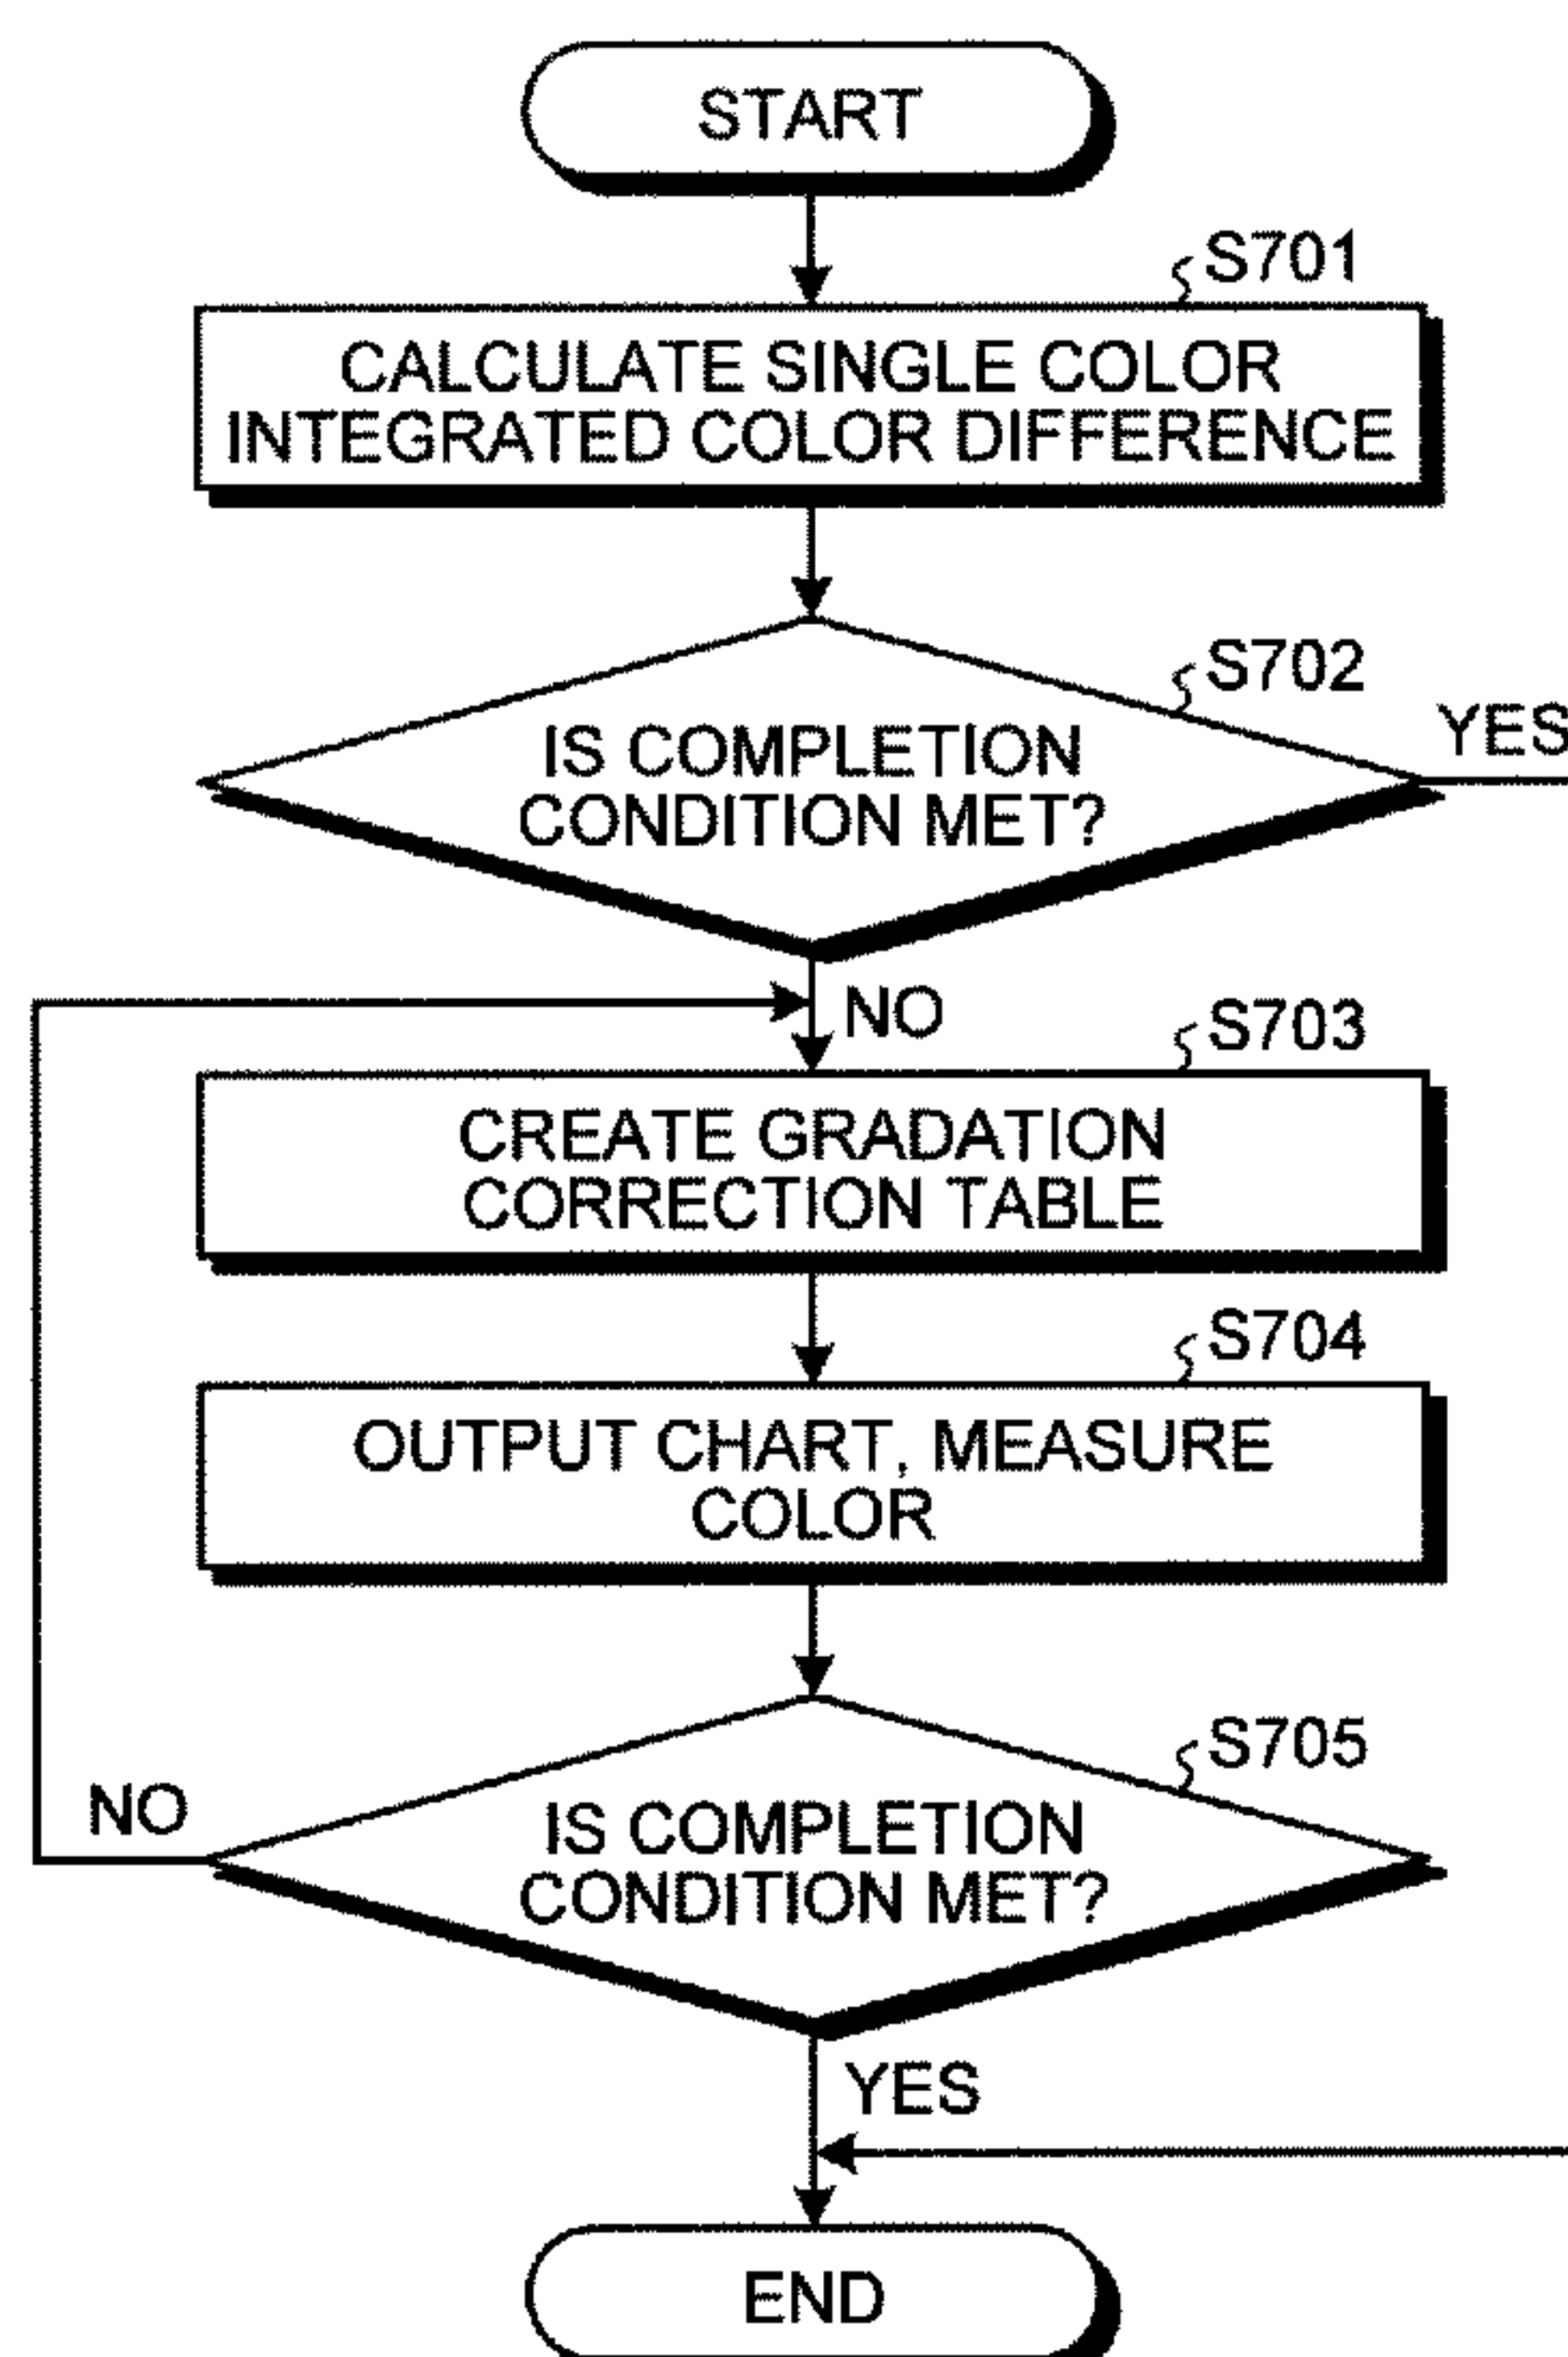 START
S701
CALCULATE SINGLE COLOR
INTEGRATED COLOR DIFFERENCE
S702
YES
IS COMPLETION
CONDITION MET?
NO
S703
CREATE GRADATION
CORRECTION TABLE
S704
OUTPUT CHART, MEASURE
COLOR
S705
NO
IS COMPLETION
CONDITION MET?
YES
END